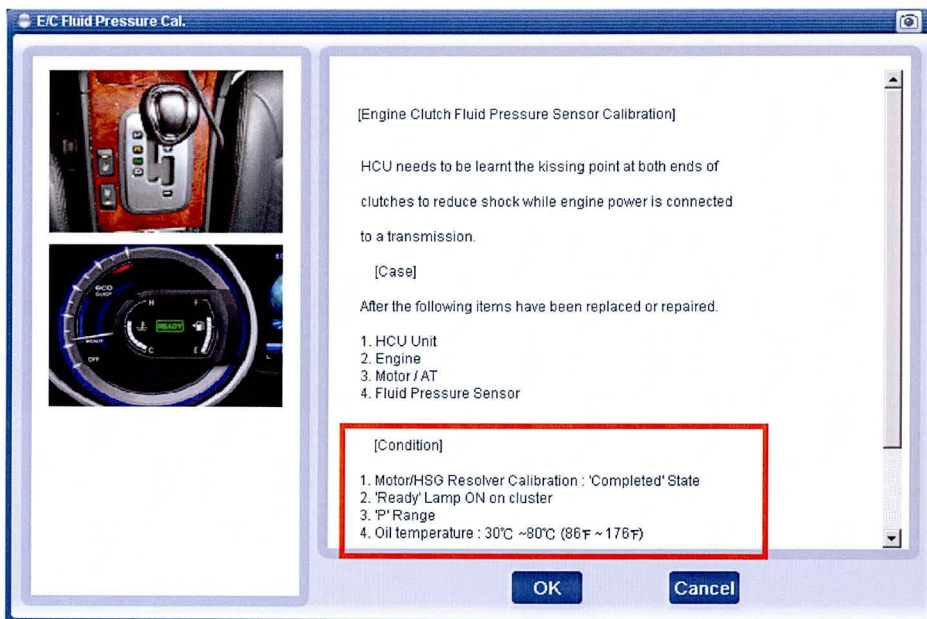 E/C Fluid Pressure Cal.
[Engine Clutch Fluid Pressure Sensor Calibration]
HCU needs to be learnt the kissing point at both ends of
clutches to reduce shock while engine power is connected
to a transmission.
[Case]
After the following items have been replaced or repaired.
1. HCU Unit
2. Engine
3. Motor / AT
4. Fluid Pressure Sensor
[Condition]
1. Motor/HSG Resolver Calibration : 'Completed' State
2. 'Ready' Lamp ON on cluster
3. 'P' Range
4. Oil temperature : 30℃ ~80℃ (86℉ ~176℉)
OK
Cancel
ECO
READY
OFF
H
F
READY
C
E